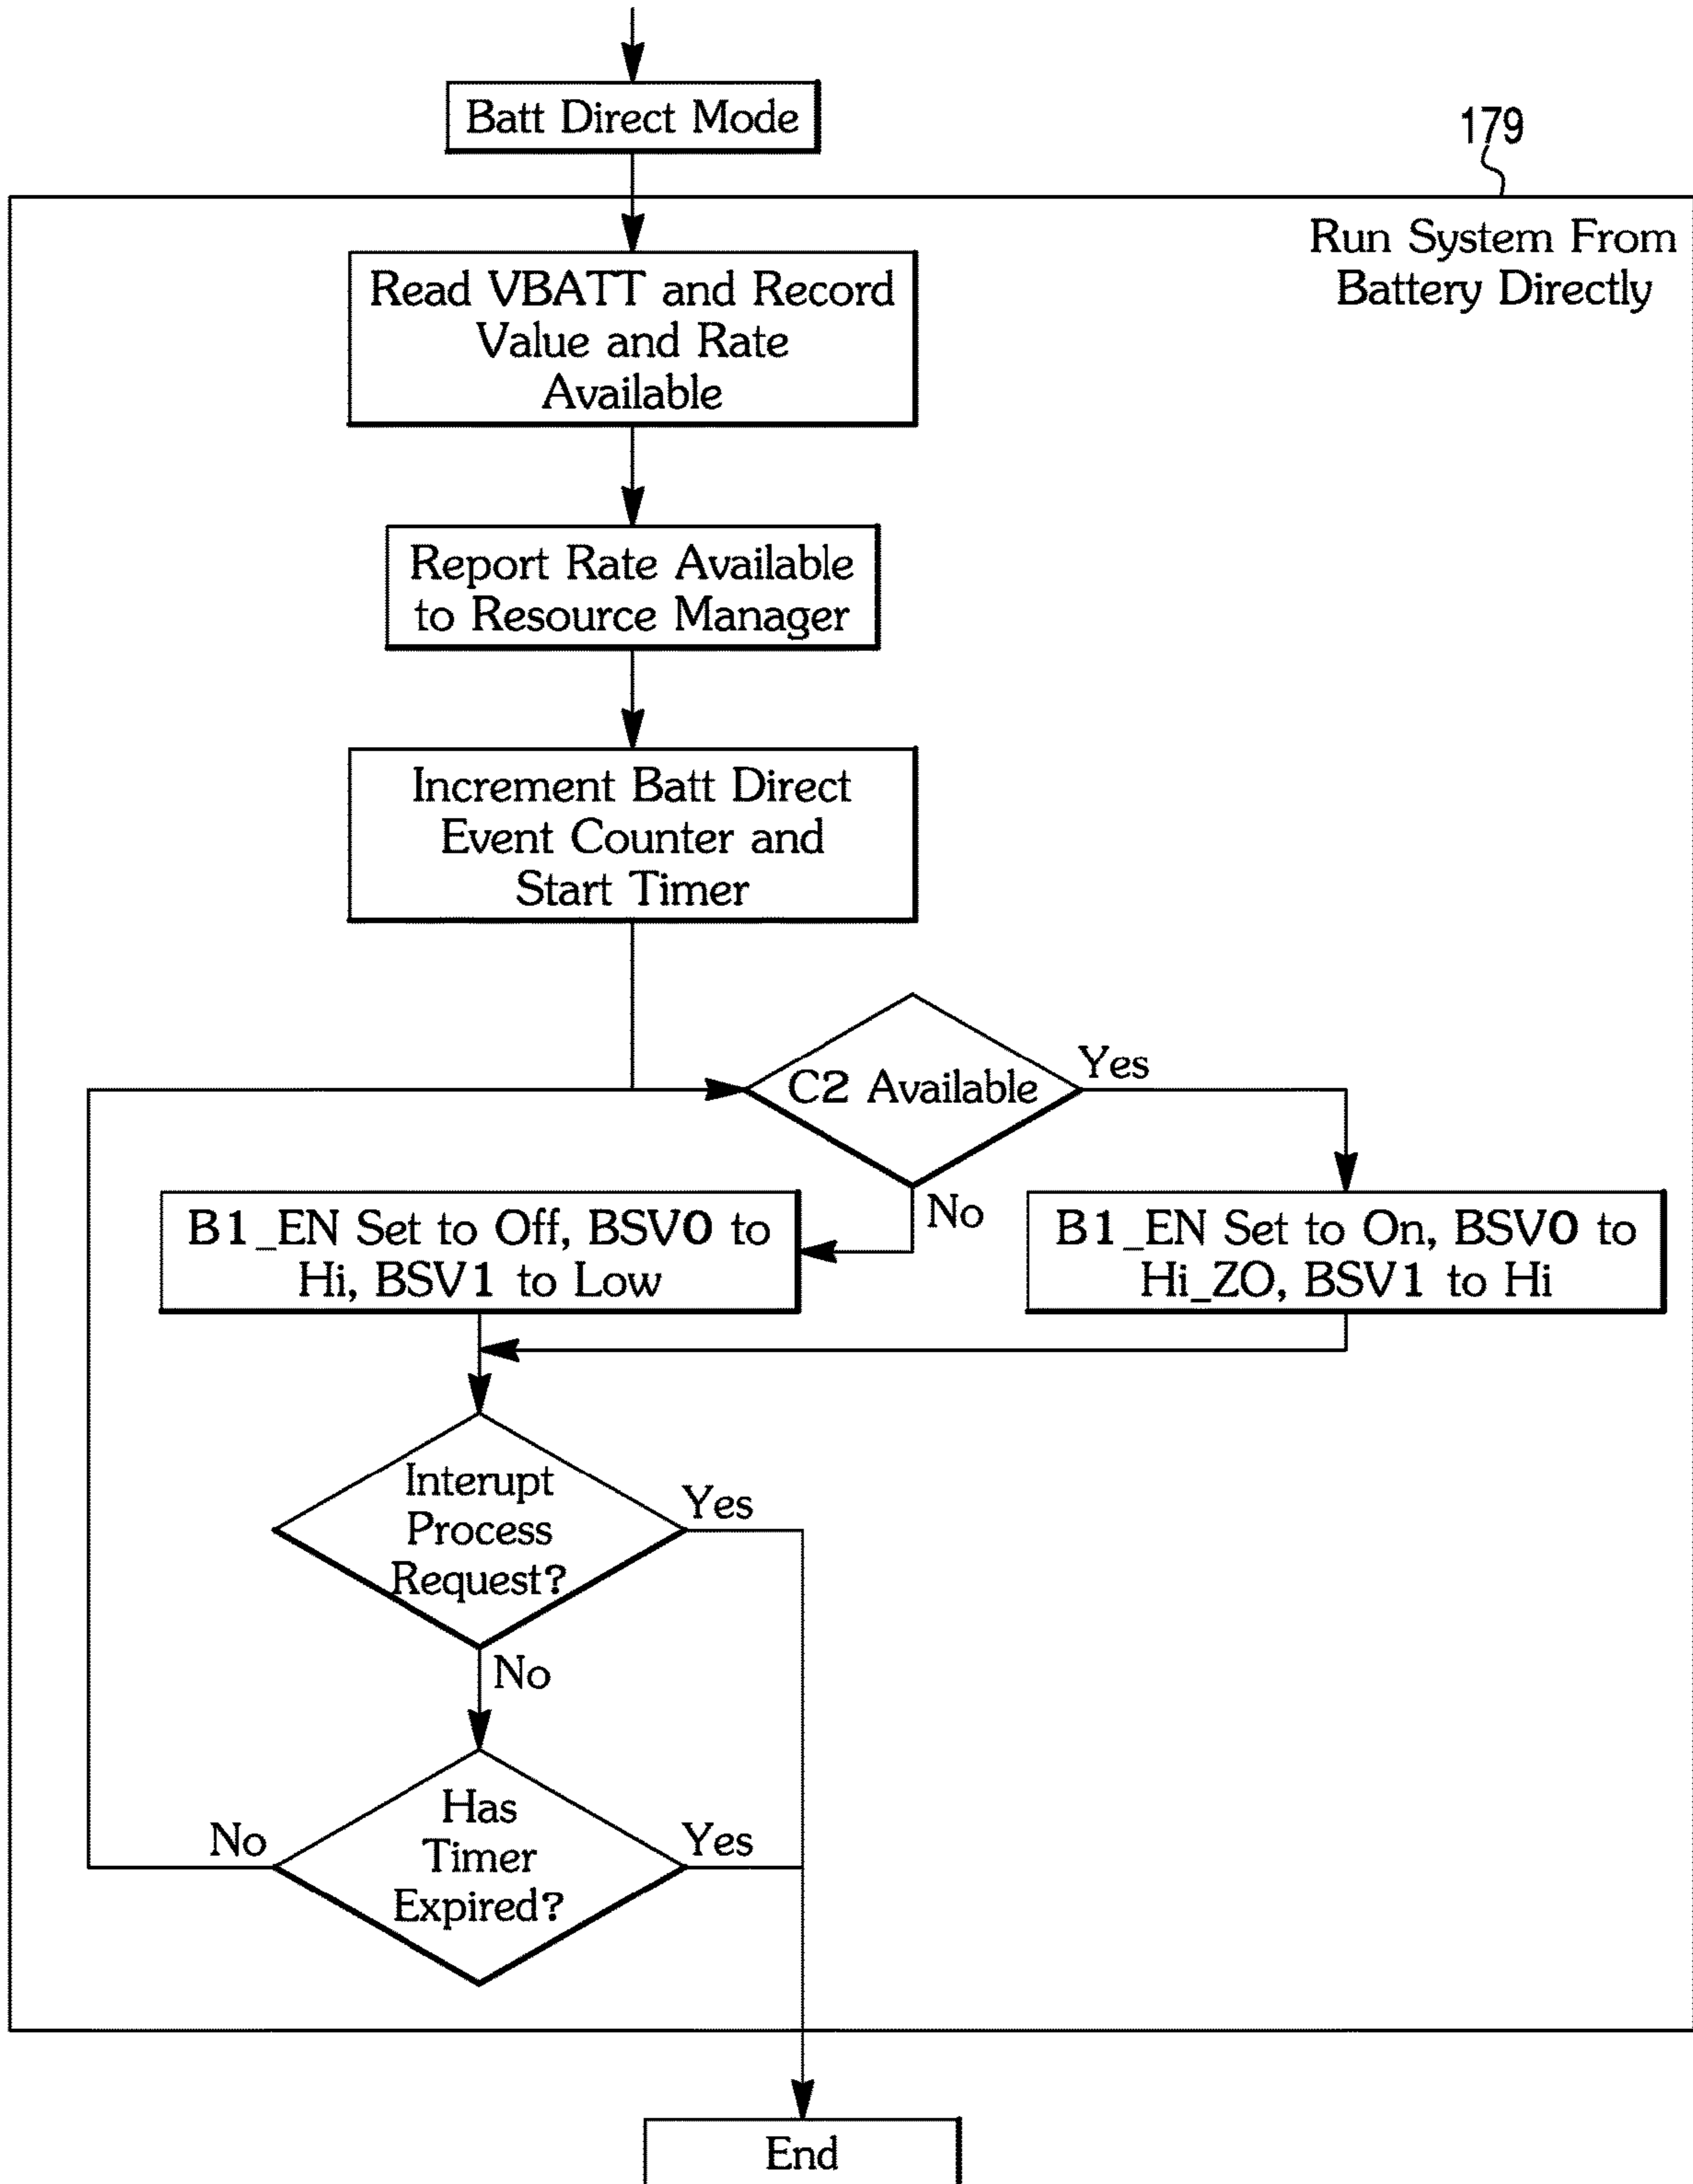 Batt Direct Mode
179
Run System From
Battery Directly
Read VBATT and Record
Value and Rate
Available
Report Rate Available
to Resource Manager
Increment Batt Direct
Event Counter and
Start Timer
C2 Available
Yes
No
B1_EN Set to Off, BSV0 to
Hi, BSV1 to Low
B1_EN Set to On, BSV0 to
Hi_ZO, BSV1 to Hi
Interupt
Process
Request?
Yes
No
Has
Timer
Expired?
No
Yes
End